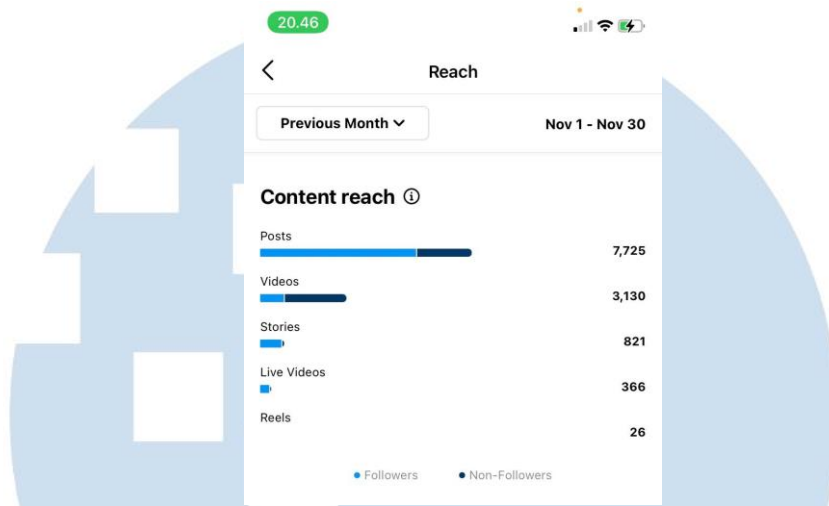 20.46
Reach
Previous Month Nov 1 - Nov 30
Content reach
Posts
7,725
Videos
3,130
Stories
821
Live Videos
366
Reels
26
Followers Non-Followers